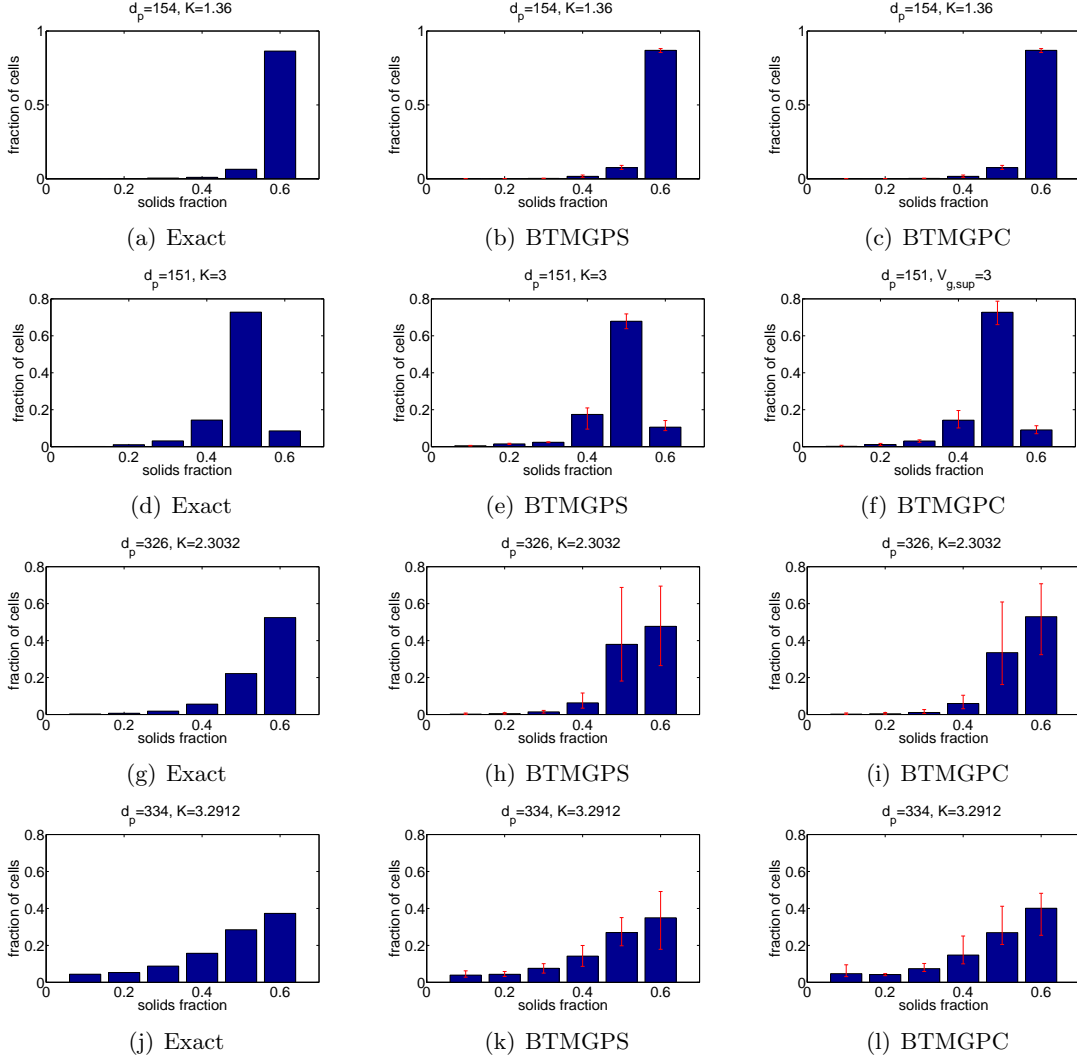 d_p=154, K=1.36
d_p=154, K=1.36
d_p=154, K=1.36
fraction of cells
1
0.5
0
0 0.2 0.4 0.6
solids fraction
fraction of cells
1
0.5
0
0 0.2 0.4 0.6
solids fraction
fraction of cells
1
0.5
0
0 0.2 0.4 0.6
solids fraction
(a) Exact
(b) BTMGPS
(c) BTMGPC
d_p=151, K=3
d_p=151, K=3
d_p=151, V_g,sup=3
fraction of cells
0.8
0.6
0.4
0.2
0
0 0.2 0.4 0.6
solids fraction
fraction of cells
0.8
0.6
0.4
0.2
0
0 0.2 0.4 0.6
solids fraction
fraction of cells
0.8
0.6
0.4
0.2
0
0 0.2 0.4 0.6
solids fraction
(d) Exact
(e) BTMGPS
(f) BTMGPC
d_p=326, K=2.3032
d_p=326, K=2.3032
d_p=326, K=2.3032
fraction of cells
0.8
0.6
0.4
0.2
0
0 0.2 0.4 0.6
solids fraction
fraction of cells
0.8
0.6
0.4
0.2
0
0 0.2 0.4 0.6
solids fraction
fraction of cells
0.8
0.6
0.4
0.2
0
0 0.2 0.4 0.6
solids fraction
(g) Exact
(h) BTMGPS
(i) BTMGPC
d_p=334, K=3.2912
d_p=334, K=3.2912
d_p=334, K=3.2912
fraction of cells
0.8
0.6
0.4
0.2
0
0 0.2 0.4 0.6
solids fraction
fraction of cells
0.8
0.6
0.4
0.2
0
0 0.2 0.4 0.6
solids fraction
fraction of cells
0.8
0.6
0.4
0.2
0
0 0.2 0.4 0.6
solids fraction
(j) Exact
(k) BTMGPS
(l) BTMGPC